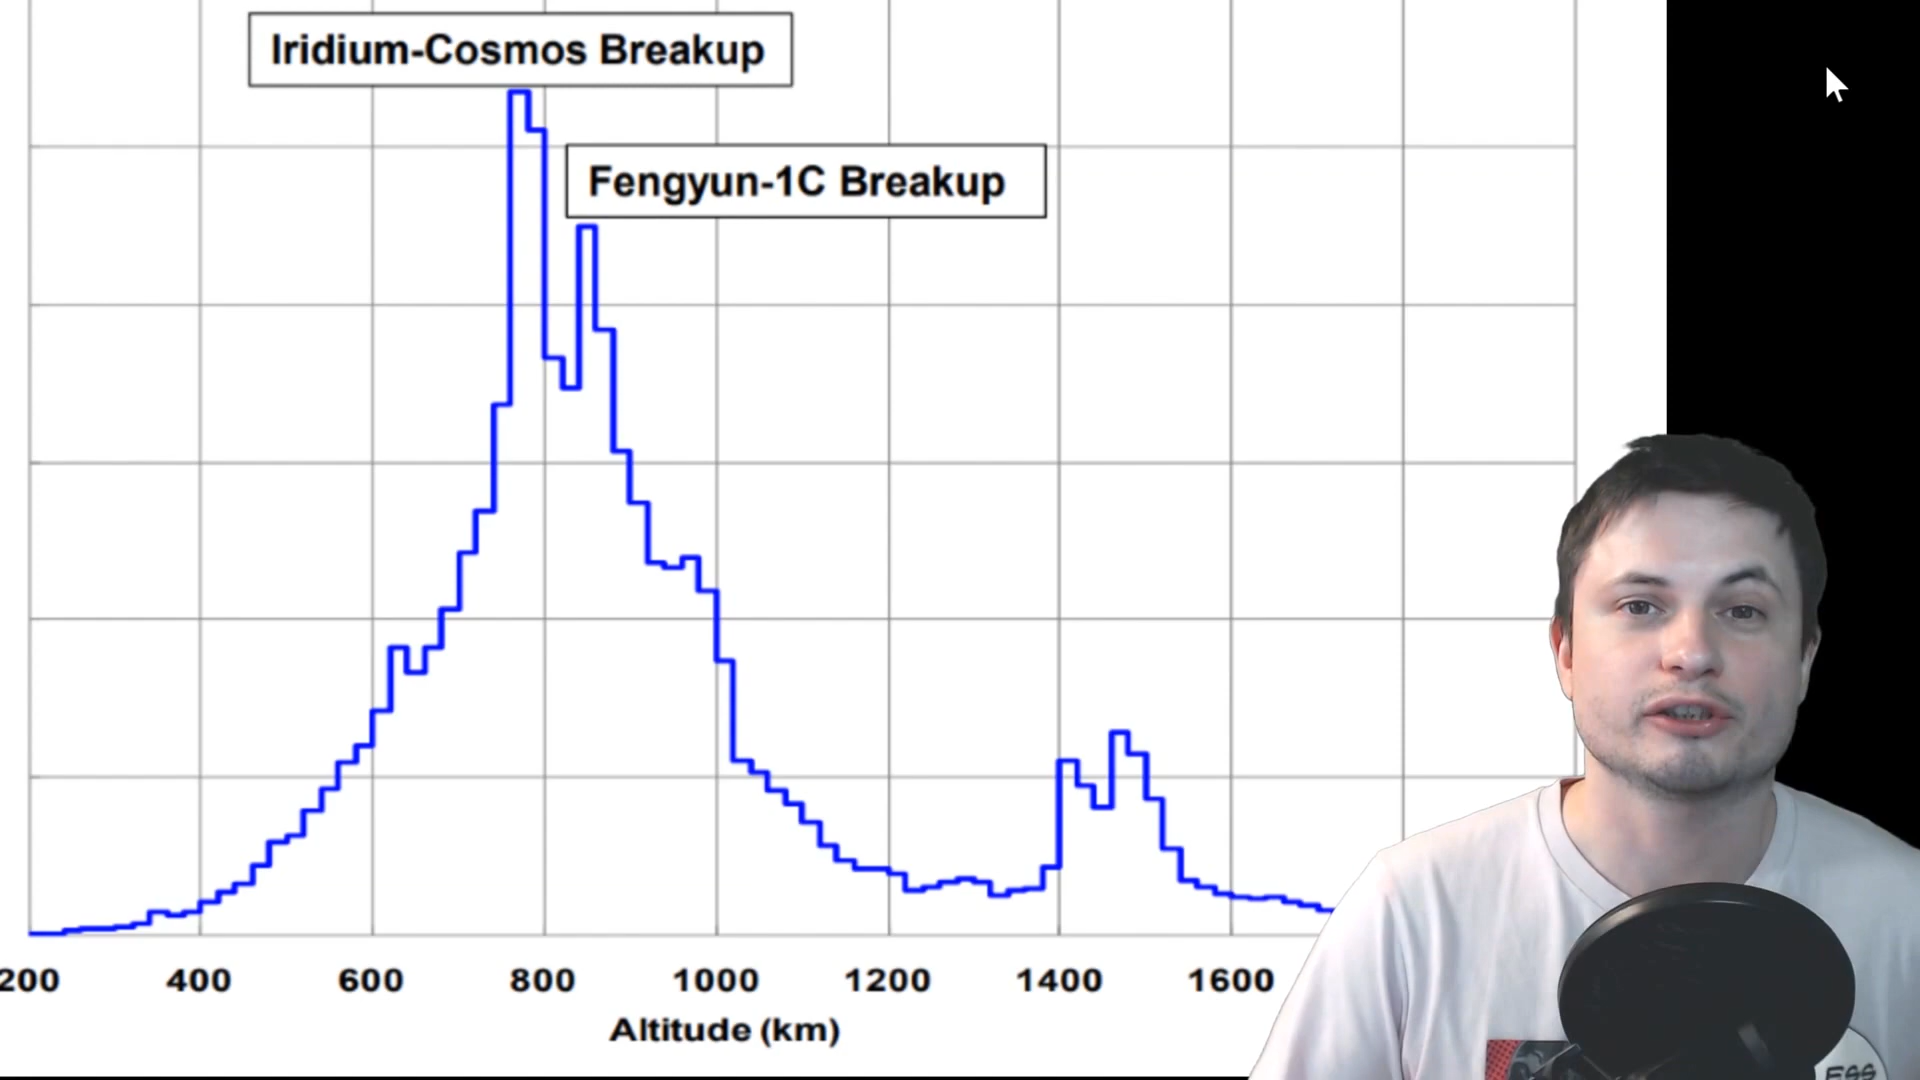 Iridium-Cosmos Breakup
Fengyun-1C Breakup
200 400 600 800 1000 1200 1400 1600
Altitude (km)